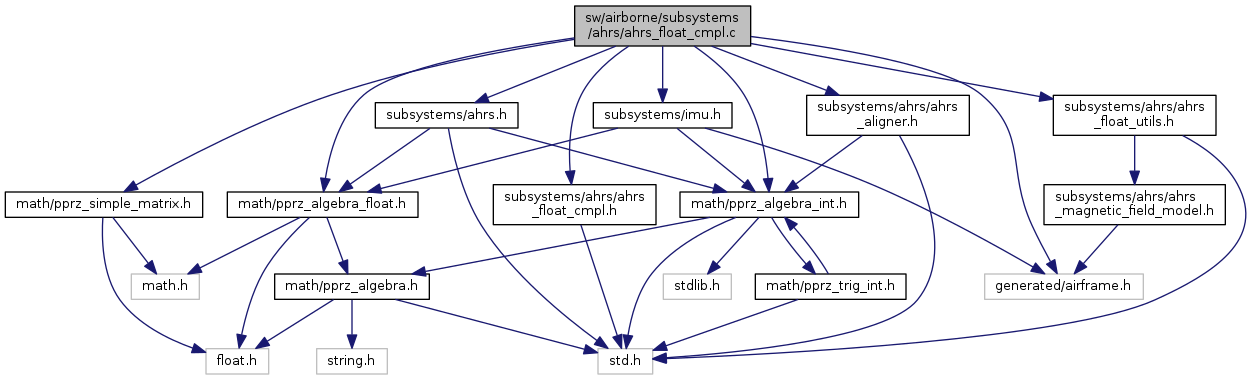 sw/airborne/subsystems
/ahrs/ahrs_float_cmpl.c
subsystems/ahrs.h
subsystems/imu.h
subsystems/ahrs/ahrs
_aligner.h
subsystems/ahrs/ahrs
_float_utils.h
math/pprz_simple_matrix.h
math/pprz_algebra_float.h
subsystems/ahrs/ahrs
_float_cmpl.h
math/pprz_algebra_int.h
subsystems/ahrs/ahrs
_magnetic_field_model.h
math.h
math/pprz_algebra.h
stdlib.h
math/pprz_trig_int.h
generated/airframe.h
float.h
string.h
std.h